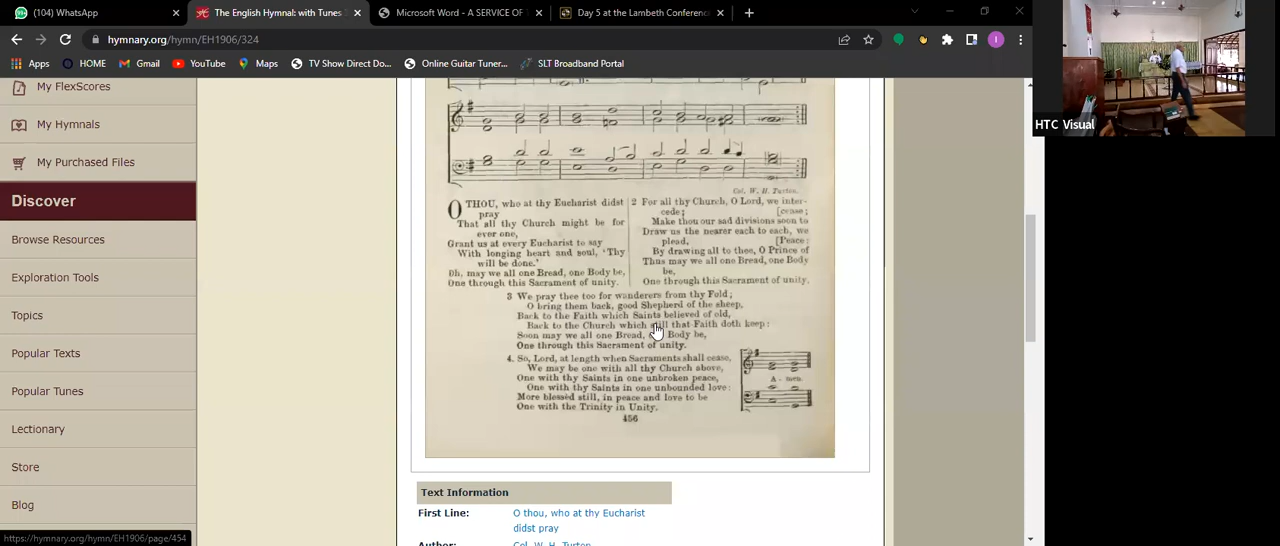 (104) WhatsApp
The English Hymnal: with Tunes
Microsoft Word - A SERVICE OF
Day 5 at the Lambeth Conference
hymnary.org/hymn/EH1906/324
Apps
HOME
Gmail
YouTube
Maps
TV Show Direct Do...
Online Guitar Tuner...
SLT Broadband Portal
HTC Visual
My FlexScores
My Hymnals
My Purchased Files
Discover
Browse Resources
Exploration Tools
Topics
Popular Texts
Popular Tunes
Lectionary
Store
Blog
https://hymnary.org/hymn/EH1906/page/454
Col. W. H. Turton.
O THOU, who at thy Eucharist didst
pray
That all thy Church might be for
ever one,
Grant us at every Eucharist to say
With longing heart and soul, 'Thy
will be done.'
Oh, may we all one Bread, one Body be,
One through this Sacrament of unity.
2 For all thy Church, O Lord, we inter-
cede; [cease;
Make thou our sad divisions soon to
Draw us the nearer each to each, we
plead, [Peace:
By drawing all to thee, O Prince of
Thus may we all one Bread, one Body
be,
One through this Sacrament of unity.
3 We pray thee too for wanderers from thy Fold;
O bring them back, good Shepherd of the sheep,
Back to the Faith which Saints believed of old,
Back to the Church which still that Faith doth keep:
Soon may we all one Bread, Body be,
One through this Sacrament of unity.
4. So, Lord, at length when Sacraments shall cease,
We may be one with all thy Church above,
One with thy Saints in one unbroken peace,
One with thy Saints in one unbounded love:
More blessèd still, in peace and love to be
One with the Trinity in Unity.
A - men.
456
Text Information
First Line: O thou, who at thy Eucharist
didst pray
Author: Col. W. H. Turton